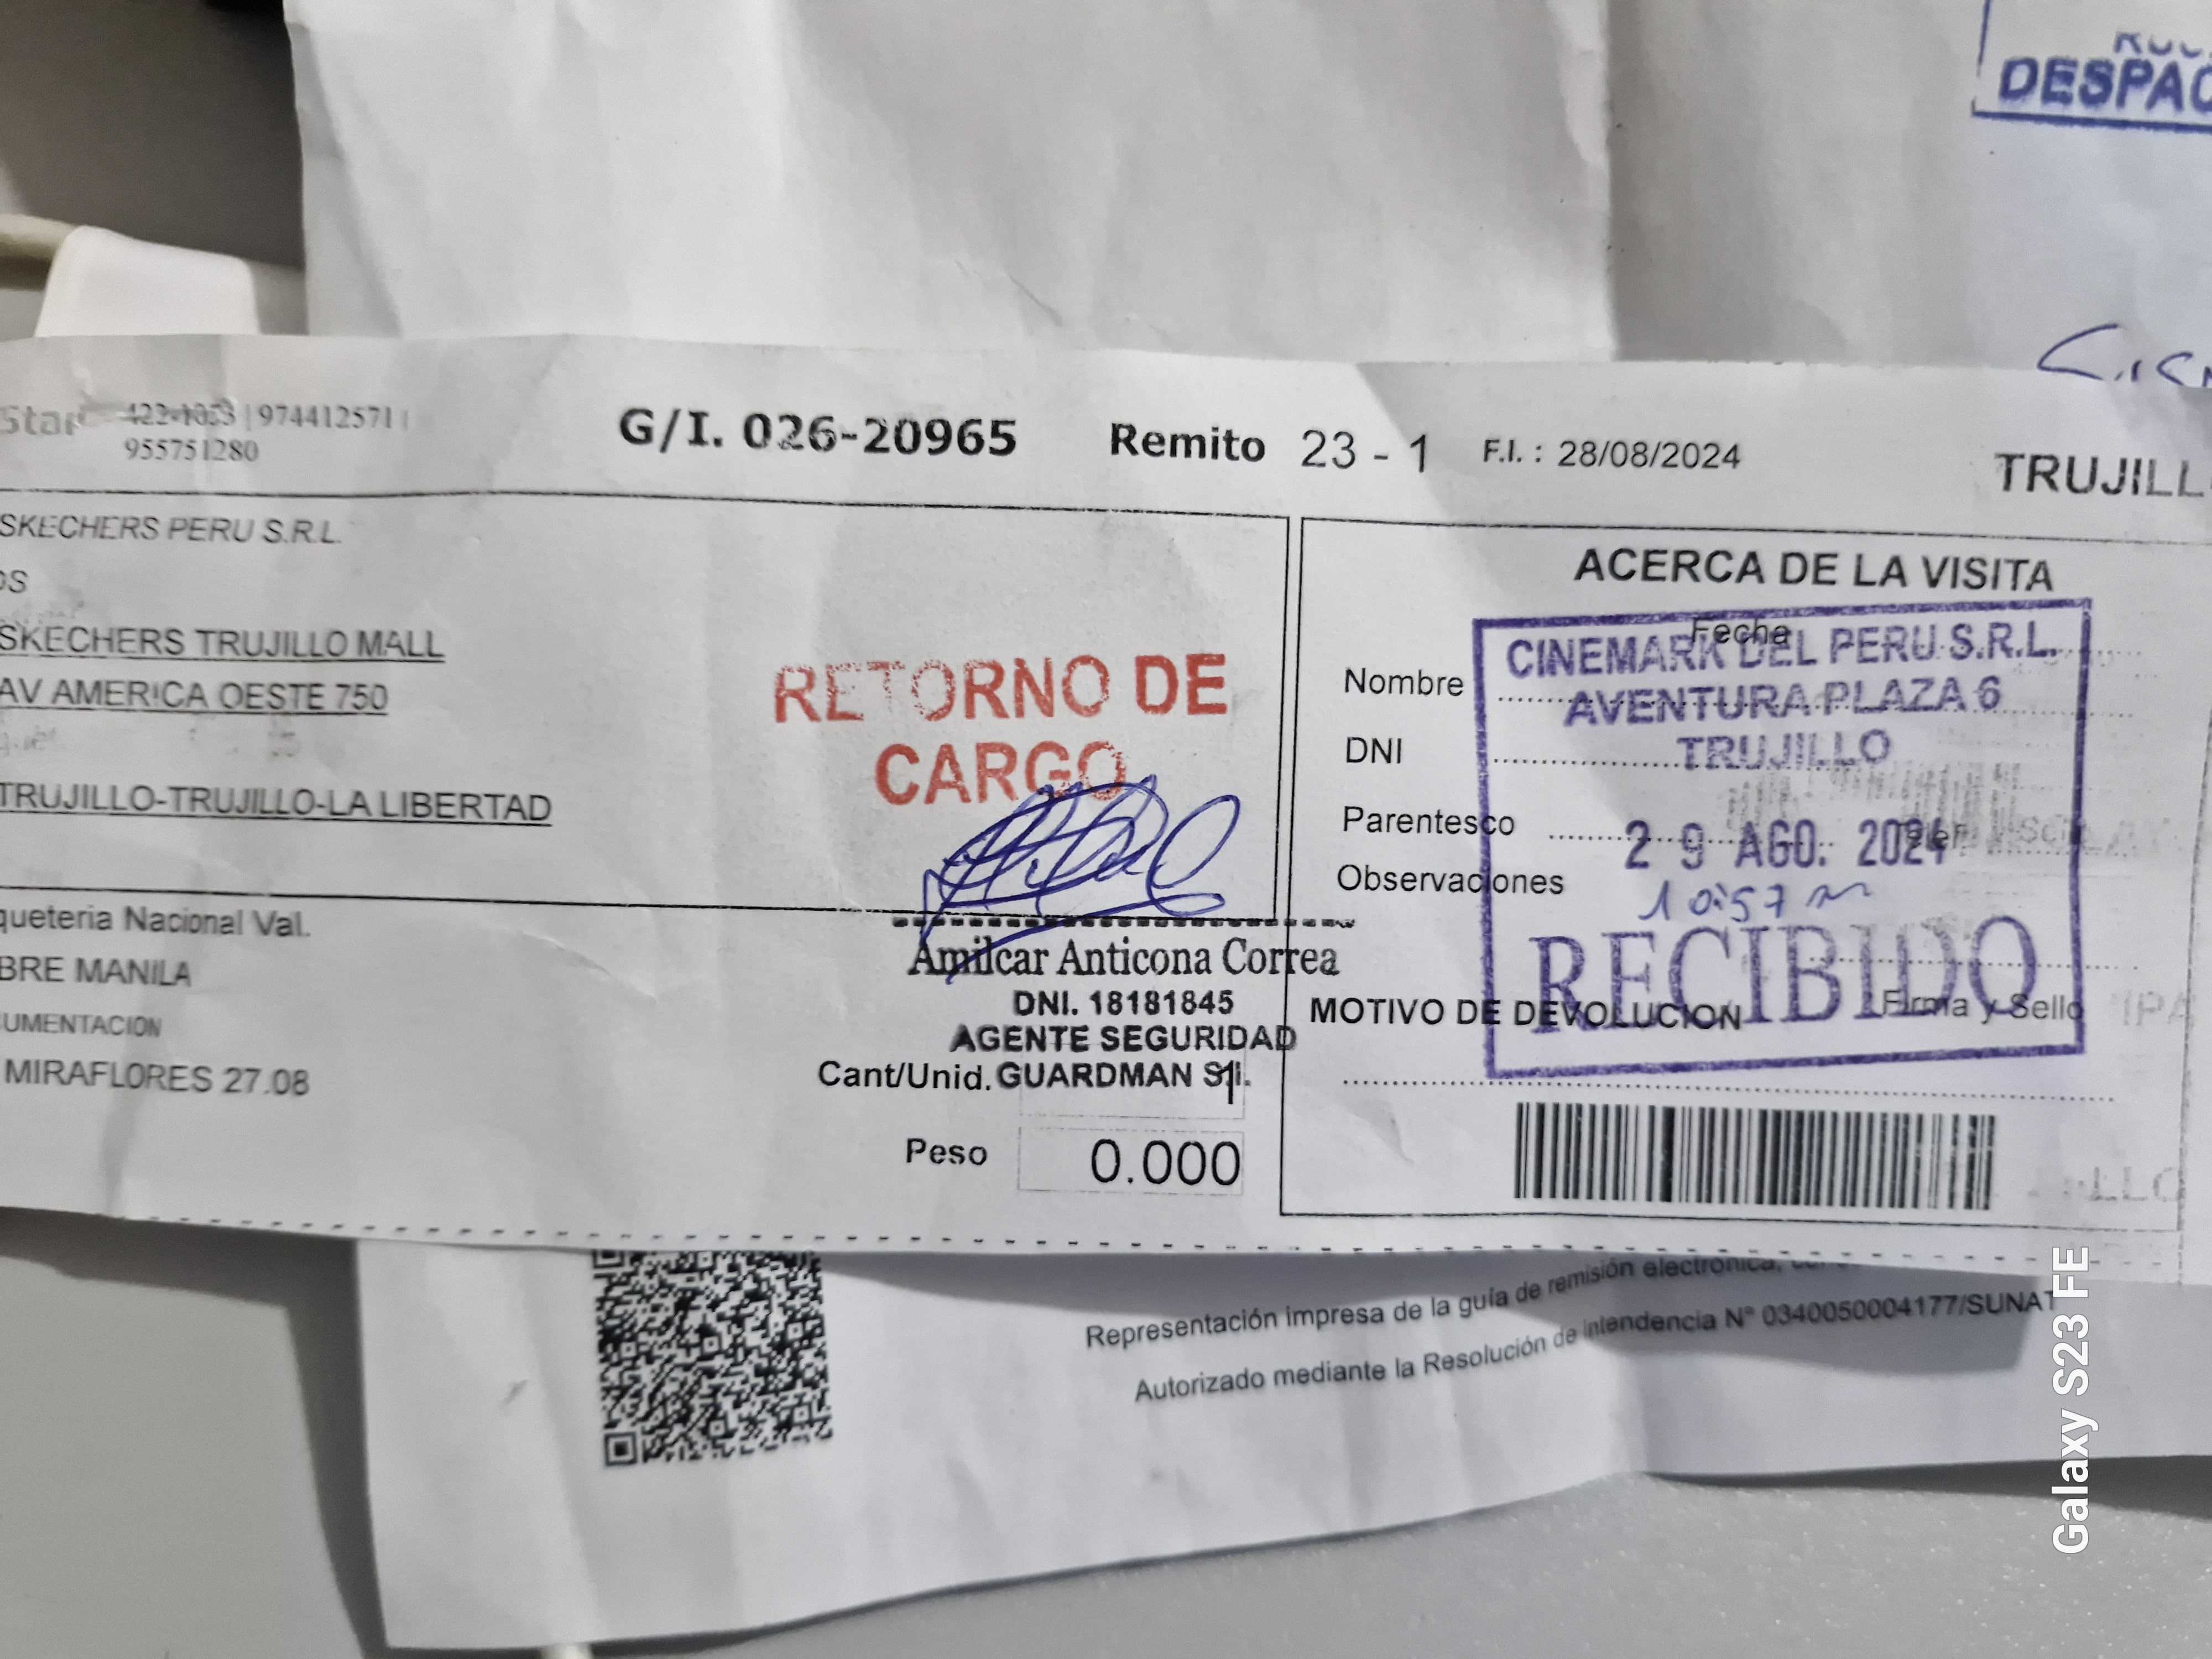 DESPAC
Star 422-1053 | 974412571 |
955751280
G/I. 026-20965 Remito 23 - 1 F.I. : 28/08/2024
TRUJILL
SKECHERS PERU S.R.L.
OS
SKECHERS TRUJILLO MALL
AV AMERICA OESTE 750
TRUJILLO-TRUJILLO-LA LIBERTAD
RETORNO DE
CARGO
queteria Nacional Val.
BRE MANILA
UMENTACION
MIRAFLORES 27.08
Amilcar Anticona Correa
DNI. 18181845
AGENTE SEGURIDAD
GUARDMAN
Cant/Unid. 1
Peso 0.000
ACERCA DE LA VISITA
Fecha
Nombre
DNI
Parentesco
Observaciones
CINEMARK DEL PERU S.R.L.
AVENTURA PLAZA 6
TRUJILLO
29 AGO. 2024
10:57
RECIBIDO
Firma y Sello
MOTIVO DE DEVOLUCION
Representación impresa de la guía de remisión electrónica,
Autorizado mediante la Resolución de intendencia N° 0340050004177/SUNAT
Galaxy S23 FE